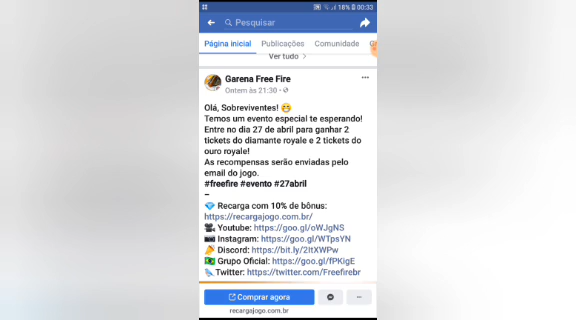 18% 00:33
Pesquisar
Página inicial Publicações Comunidade
Ver tudo
Garena Free Fire
Ontem às 21:30
Olá, Sobreviventes! 😁
Temos um evento especial te esperando!
Entre no dia 27 de abril para ganhar 2
tickets do diamante royale e 2 tickets do
ouro royale!
As recompensas serão enviadas pelo
email do jogo.
#freefire #evento #27abril
–
💎 Recarga com 10% de bônus:
https://recargajogo.com.br/
🎥 Youtube: https://goo.gl/oWJgNS
📷 Instagram: https://goo.gl/WTpsYN
Discord: https://bit.ly/2ItXWPw
💵 Grupo Oficial: https://goo.gl/fPKigE
Twitter: https://twitter.com/Freefirebr
Comprar agora
recargajogo.com.br